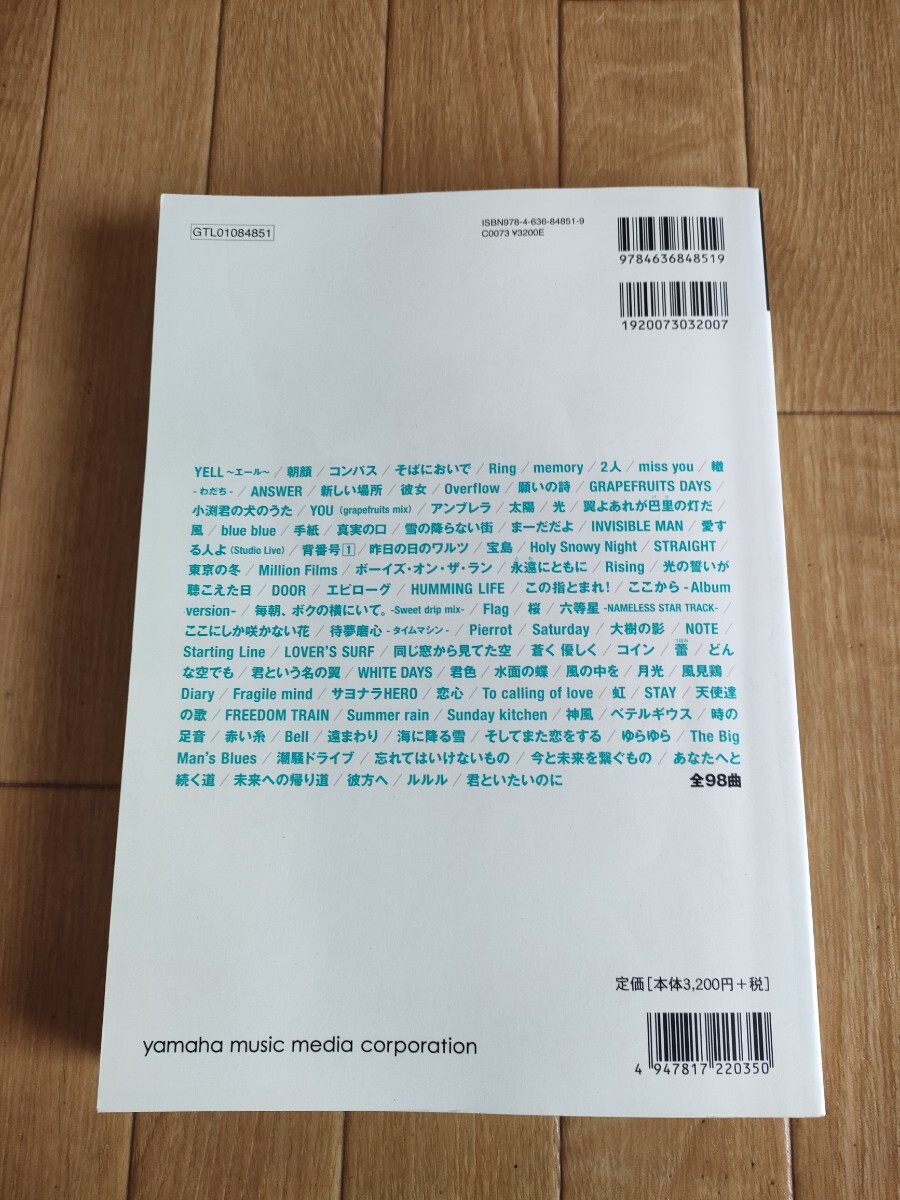 GTL01084851
ISBN978-4-636-84851-9
C0073 ¥3200E
9784636848519
1920073032007
YELL ～エール～ / 朝顔 / コンパス / そばにおいで / Ring / memory / 2人 / miss you / 轍
- わだち - / ANSWER / 新しい場所 / 彼女 / Overflow / 願いの詩 / GRAPEFRUITS DAYS /
小渕君の犬のうた / YOU (grapefruits mix) / アンブレラ / 太陽 / 光 / 翼よあれが巴里の灯だ /
風 / blue blue / 手紙 / 真実の口 / 雪の降らない街 / まーだだよ / INVISIBLE MAN / 愛す
る人よ (Studio Live) / 背番号1 / 昨日の日のワルツ / 宝島 / Holy Snowy Night / STRAIGHT /
東京の冬 / Million Films / ボーイズ・オン・ザ・ラン / 永遠にともに / Rising / 光の誓いが
聴こえた日 / DOOR / エピローグ / HUMMING LIFE / この指とまれ! / ここから - Album
version- / 毎朝、ボクの横にいて。-Sweet drip mix- / Flag / 桜 / 六等星 -NAMELESS STAR TRACK- /
ここにしか咲かない花 / 待夢磨心 - タイムマシン - / Pierrot / Saturday / 大樹の影 / NOTE /
Starting Line / LOVER'S SURF / 同じ窓から見てた空 / 蒼く 優しく / コイン / 蕾 / どん
な空でも / 君という名の翼 / WHITE DAYS / 君色 / 水面の蝶 / 風の中を / 月光 / 風見鶏 /
Diary / Fragile mind / サヨナラHERO / 恋心 / To calling of love / 虹 / STAY / 天使達
の歌 / FREEDOM TRAIN / Summer rain / Sunday kitchen / 神風 / ベテルギウス / 時の
足音 / 赤い糸 / Bell / 遠まわり / 海に降る雪 / そしてまた恋をする / ゆらゆら / The Big
Man's Blues / 潮騒ドライブ / 忘れてはいけないもの / 今と未来を繋ぐもの / あなたへと
続く道 / 未来への帰り道 / 彼方へ / ルルル / 君といたいのに 全98曲
定価[本体3,200円＋税]
yamaha music media corporation
4 947817 220350